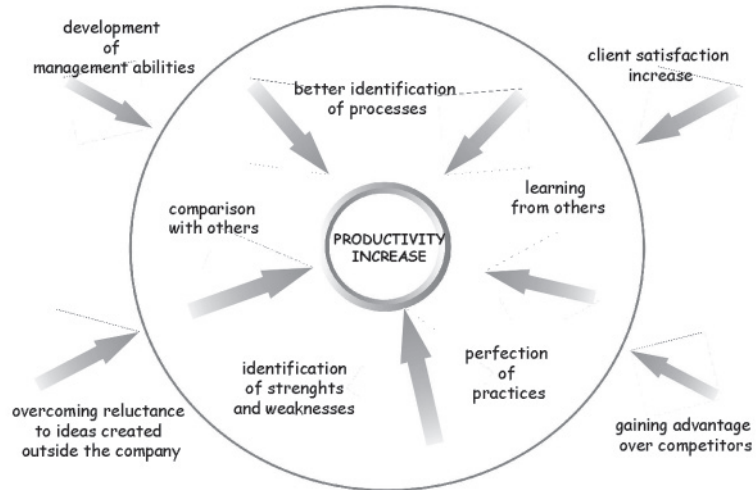 development
of
management abilities
client satisfaction
increase
better identification
of processes
comparison
with others
learning
from others
PRODUCTIVITY
INCREASE
identification
of strenghts
and weaknesses
perfection
of
practices
overcoming reluctance
to ideas created
outside the company
gaining advantage
over competitors